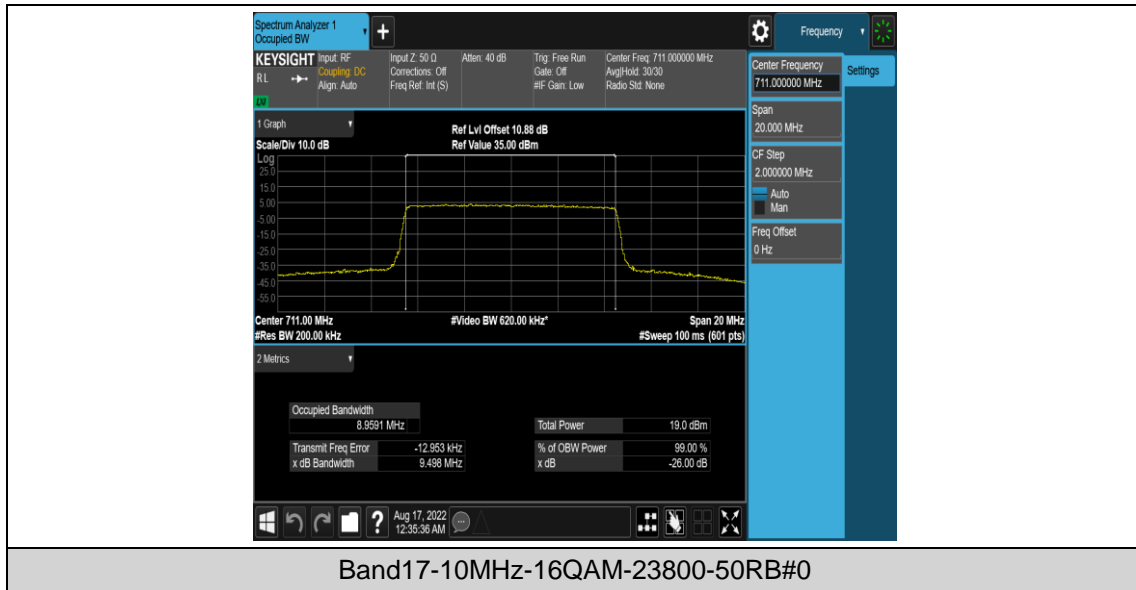 Spectrum Analyzer 1
Occupied BW
+
Frequency
KEYSIGHT
RL
LXI
Input: RF
Coupling: DC
Align: Auto
Input Z: 50 Ω
Corrections: Off
Freq Ref: Int (S)
Atten: 40 dB
Trig: Free Run
Gate: Off
#IF Gain: Low
Center Freq: 711.000000 MHz
Avg|Hold: 30/30
Radio Std: None
Center Frequency
711.000000 MHz
Settings
Span
20.000 MHz
CF Step
2.000000 MHz
Auto
Man
Freq Offset
0 Hz
1 Graph
Ref Lvl Offset 10.88 dB
Scale/Div 10.0 dB
Ref Value 35.00 dBm
Log
25.0
15.0
5.00
-5.00
-15.0
-25.0
-35.0
-45.0
-55.0
Center 711.00 MHz
#Video BW 620.00 kHz*
Span 20 MHz
#Res BW 200.00 kHz
#Sweep 100 ms (601 pts)
2 Metrics
Occupied Bandwidth
8.9591 MHz
Total Power 19.0 dBm
Transmit Freq Error -12.953 kHz
% of OBW Power 99.00 %
x dB Bandwidth 9.498 MHz
x dB -26.00 dB
?
Aug 17, 2022
12:35:36 AM
Band17-10MHz-16QAM-23800-50RB#0